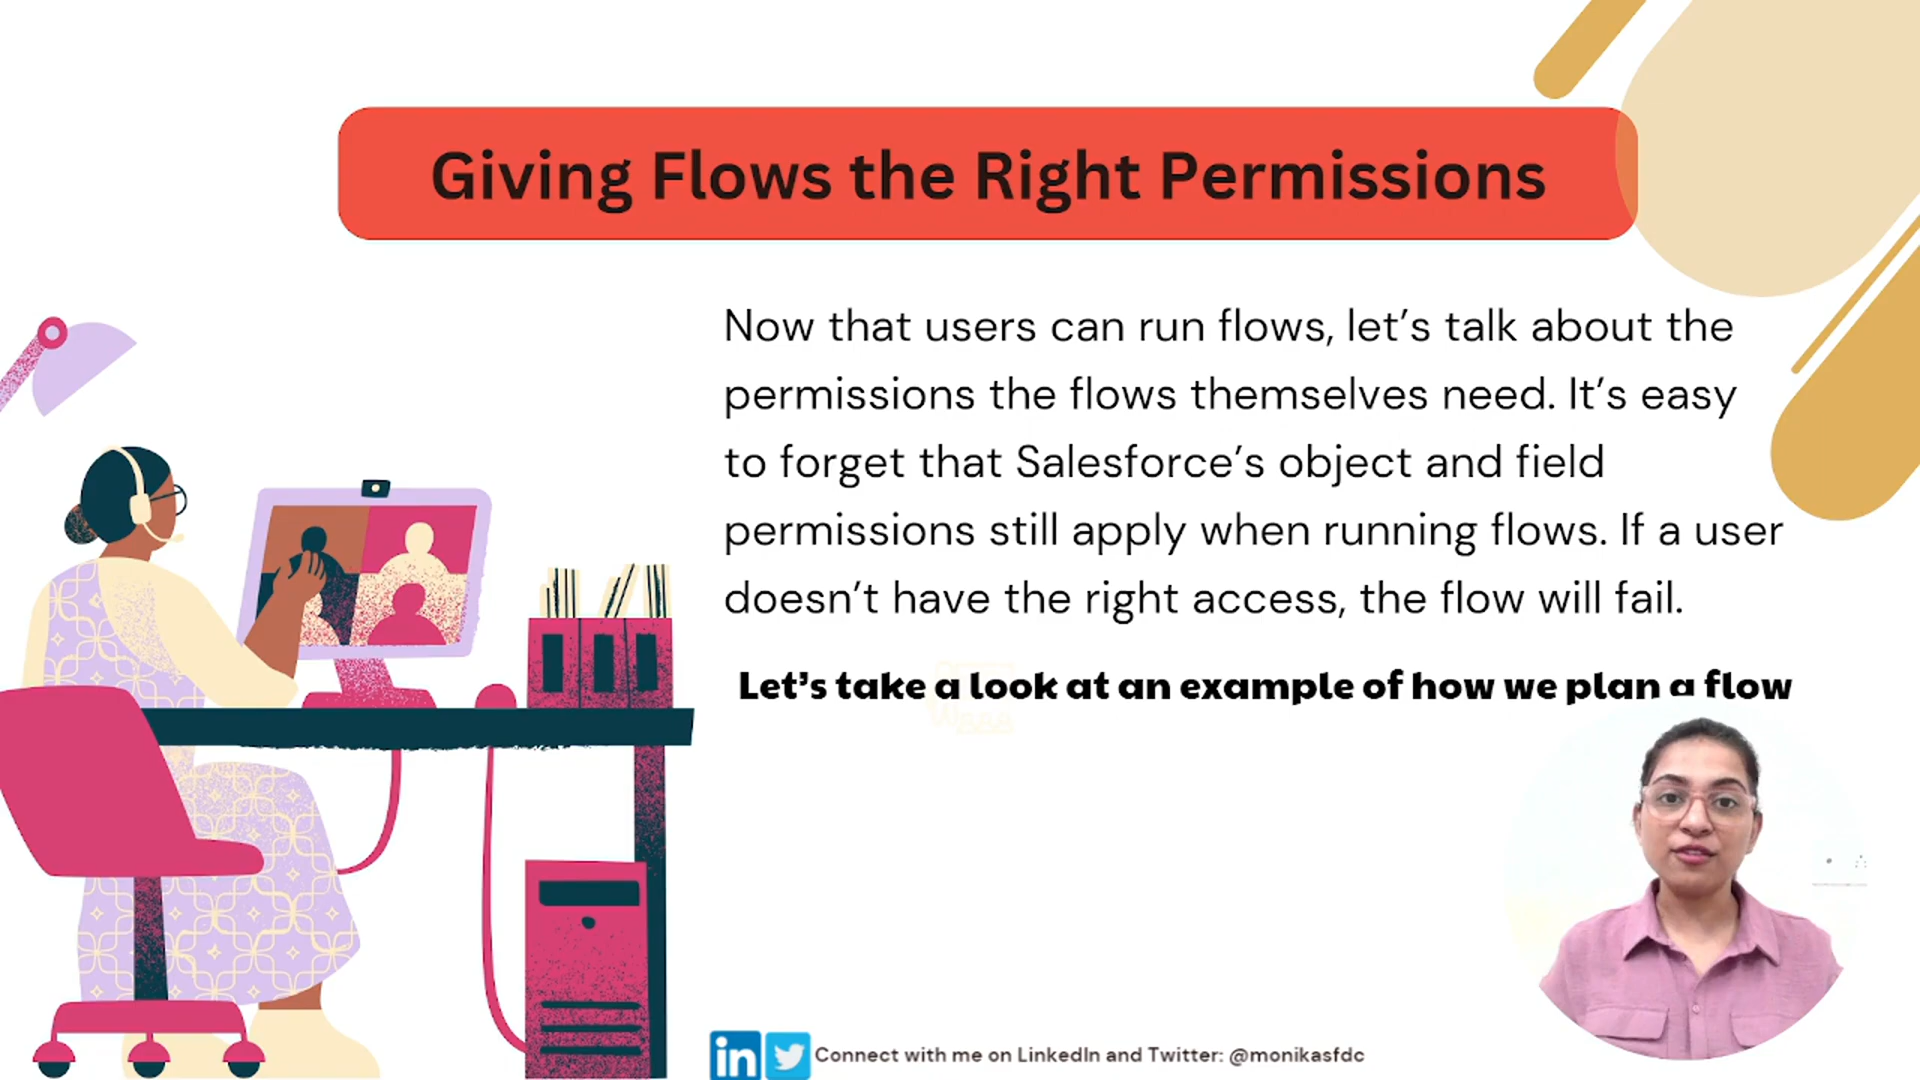 Giving Flows the Right Permissions
Now that users can run flows, let’s talk about the
permissions the flows themselves need. It’s easy
to forget that Salesforce’s object and field
permissions still apply when running flows. If a user
doesn’t have the right access, the flow will fail.
Let’s take a look at an example of how we plan a flow
in Connect with me on LinkedIn and Twitter: @monikasfdc